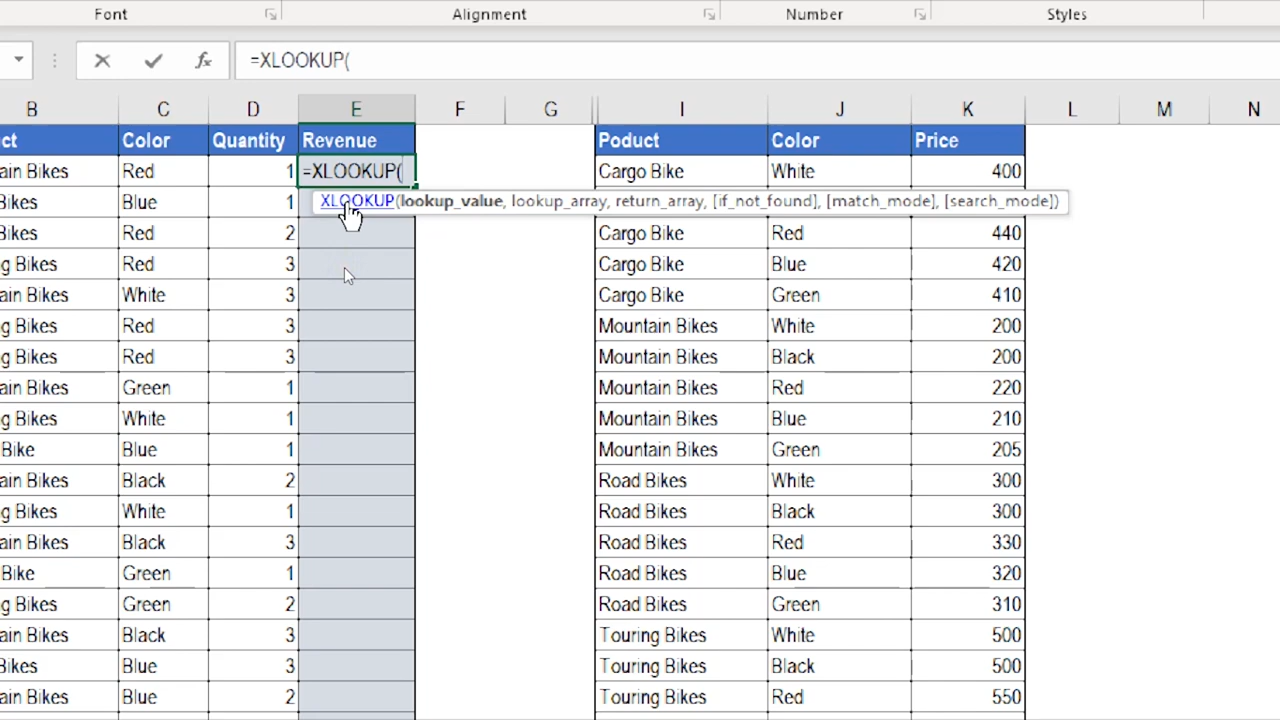 Font Alignment Number Styles
fx =XLOOKUP(
B C D E F G I J K L M N
ct Color Quantity Revenue Poduct Color Price
ain Bikes Red 1 =XLOOKUP( Cargo Bike White 400
Bikes Blue 1 XLOOKUP(lookup_value, lookup_array, return_array, [if_not_found], [match_mode], [search_mode])
Bikes Red 2 Cargo Bike Red 440
g Bikes Red 3 Cargo Bike Blue 420
ain Bikes White 3 Cargo Bike Green 410
g Bikes Red 3 Mountain Bikes White 200
g Bikes Red 3 Mountain Bikes Black 200
ain Bikes Green 1 Mountain Bikes Red 220
g Bikes White 1 Mountain Bikes Blue 210
Bike Blue 1 Mountain Bikes Green 205
ain Bikes Black 2 Road Bikes White 300
g Bikes White 1 Road Bikes Black 300
ain Bikes Black 3 Road Bikes Red 330
Bike Green 1 Road Bikes Blue 320
g Bikes Green 2 Road Bikes Green 310
ain Bikes Black 3 Touring Bikes White 500
Bikes Blue 3 Touring Bikes Black 500
ain Bikes Blue 2 Touring Bikes Red 550